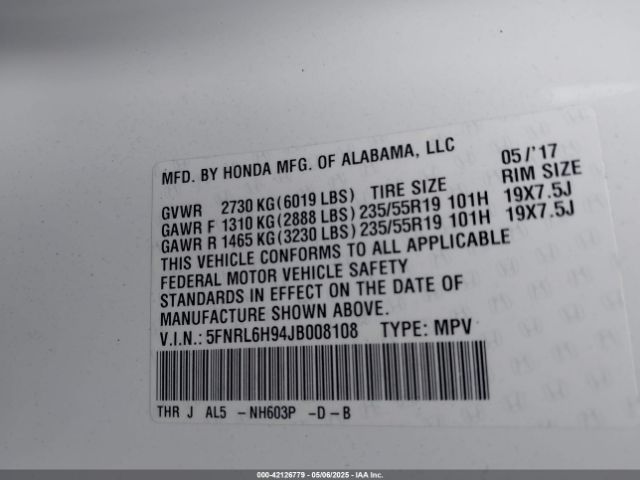 MFD. BY HONDA MFG. OF ALABAMA, LLC 05/'17
GVWR 2730 KG(6019 LBS) TIRE SIZE RIM SIZE
GAWR F 1310 KG(2888 LBS) 235/55R19 101H 19X7.5J
GAWR R 1465 KG(3230 LBS) 235/55R19 101H 19X7.5J
THIS VEHICLE CONFORMS TO ALL APPLICABLE
FEDERAL MOTOR VEHICLE SAFETY
STANDARDS IN EFFECT ON THE DATE OF
MANUFACTURE SHOWN ABOVE.
V.I.N.: 5FNRL6H94JB008108 TYPE: MPV
THR J AL5 -NH603P -D-B
000-42126779 - 05/06/2025 - IAA Inc.